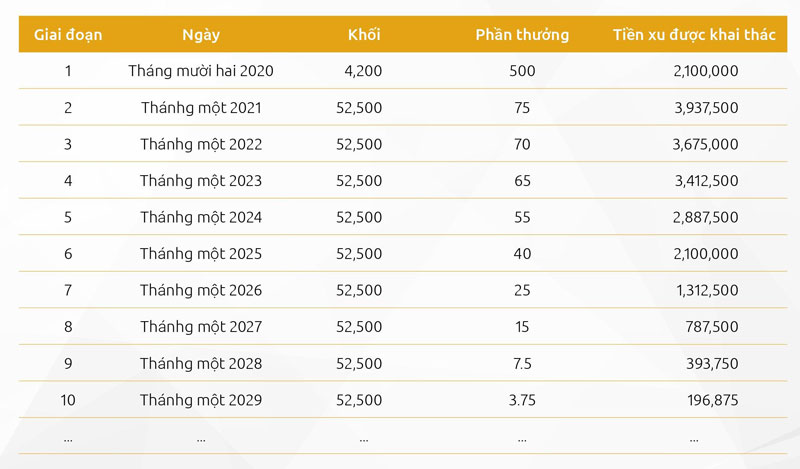 Giai đoạn Ngày Khối Phần thưởng Tiền xu được khai thác
1 Tháng mười hai 2020 4,200 500 2,100,000
2 Thánhg một 2021 52,500 75 3,937,500
3 Thánhg một 2022 52,500 70 3,675,000
4 Thánhg một 2023 52,500 65 3,412,500
5 Thánhg một 2024 52,500 55 2,887,500
6 Thánhg một 2025 52,500 40 2,100,000
7 Thánhg một 2026 52,500 25 1,312,500
8 Thánhg một 2027 52,500 15 787,500
9 Thánhg một 2028 52,500 7.5 393,750
10 Thánhg một 2029 52,500 3.75 196,875
... ... ... ... ...